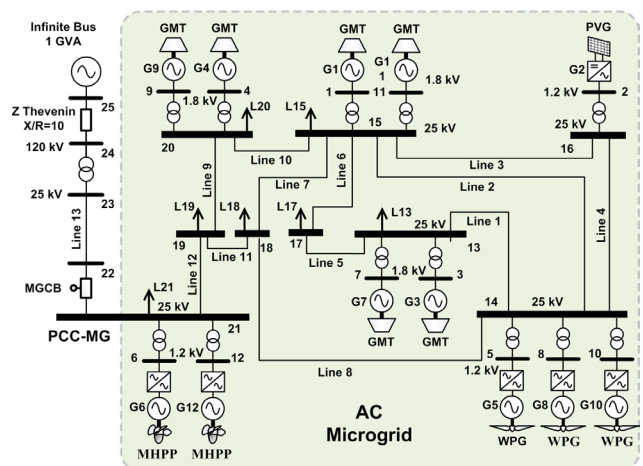 Infinite Bus
1 GVA
25
Z Thevenin
X/R=10
120 kV
24
25 kV
23
Line 13
22
MGCB
PCC-MG
GMT
GMT
G9
G4
9
1.8 kV
4
L20
20
GMT
GMT
G1
G1
1
1
11
1.8 kV
L15
15
25 kV
PVG
G2
1.2 kV
2
25 kV
16
Line 10
Line 9
Line 7
Line 6
Line 3
Line 2
Line 4
L19
L18
19
18
Line 11
Line 12
L17
17
Line 5
L13
25 kV
13
Line 1
7
1.8 kV
3
G7
G3
GMT
GMT
L21
25 kV
21
6
1.2 kV
12
G6
G12
MHPP
MHPP
Line 8
14
25 kV
5
8
10
1.2 kV
G5
G8
G10
WPG
WPG
WPG
AC
Microgrid